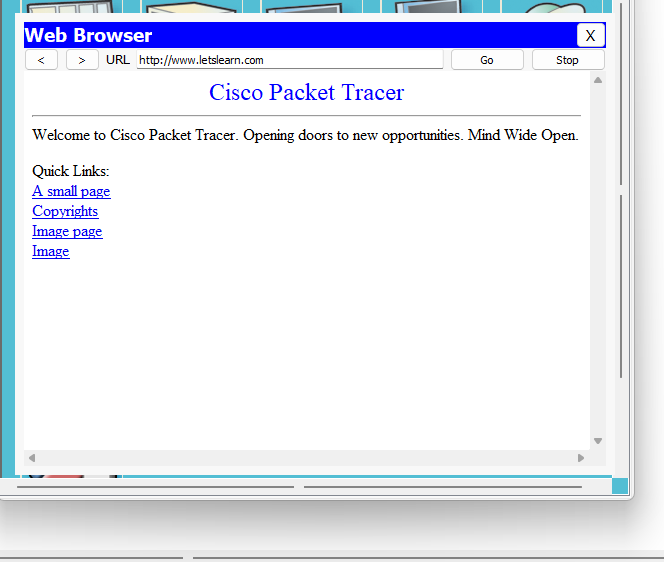 Web Browser X
< > URL http://www.letslearn.com Go Stop
Cisco Packet Tracer
Welcome to Cisco Packet Tracer. Opening doors to new opportunities. Mind Wide Open.
Quick Links:
A small page
Copyrights
Image page
Image